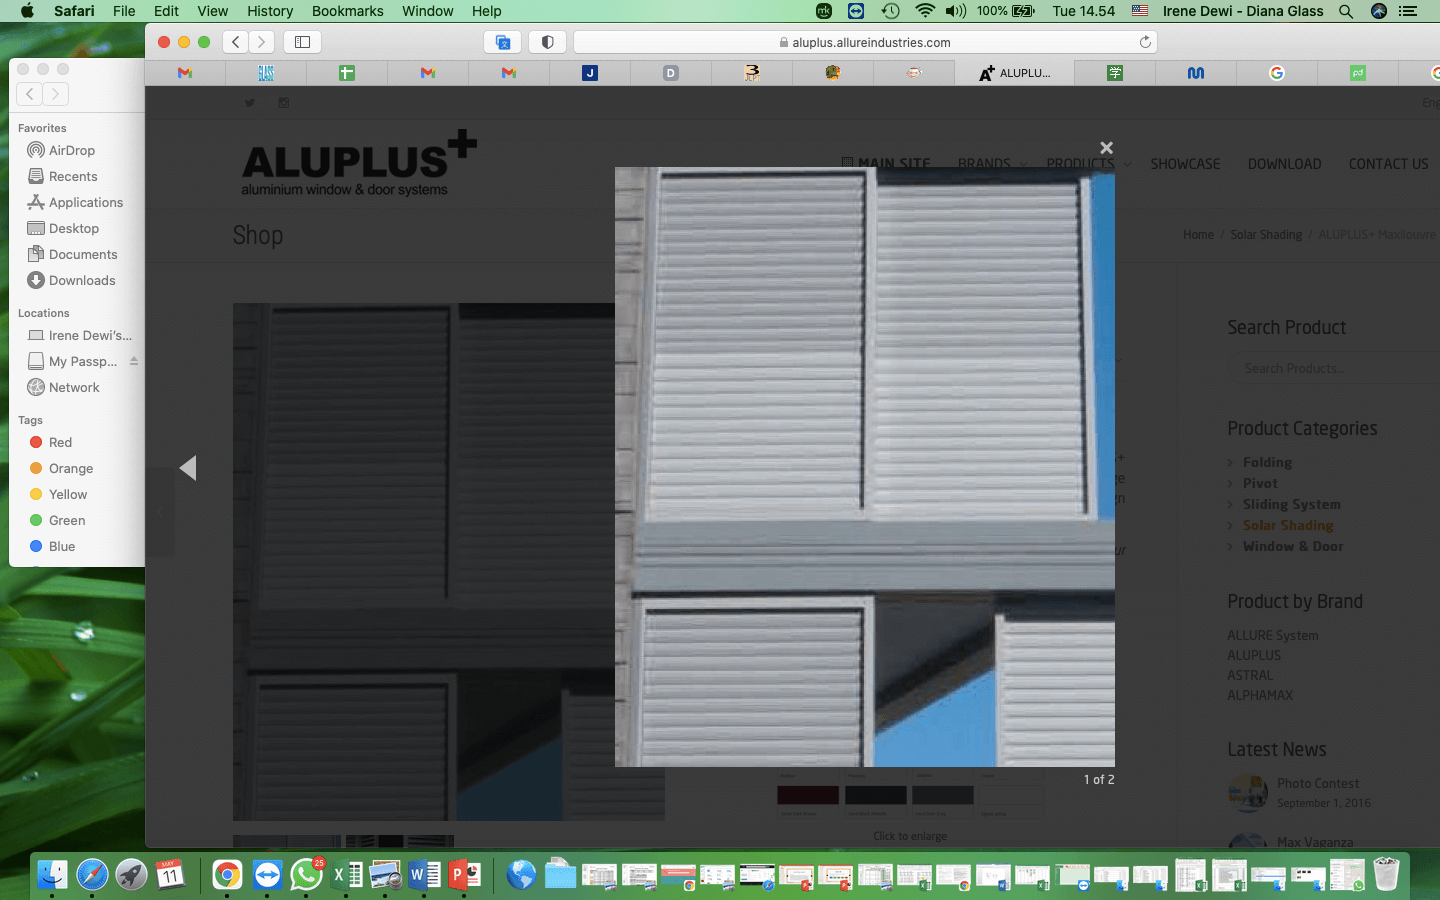 Safari File Edit View History Bookmarks Window Help 100% Tue 14.54 Irene Dewi - Diana Glass
aluplus.allureindustries.com
ALUPLU...
Favorites
AirDrop
Recents
Applications
Desktop
Documents
Downloads
Locations
Irene Dewi's...
My Passp...
Network
Tags
Red
Orange
Yellow
Green
Blue
ALUPLUS+
aluminium window & door systems
MAIN SITE BRANDS PRODUCTS SHOWCASE DOWNLOAD CONTACT US
Shop
Home / Solar Shading / ALUPLUS+ Maxilouvre
1 of 2
Click to enlarge
Search Product
Search Products...
Product Categories
Folding
Pivot
Sliding System
Solar Shading
Window & Door
Product by Brand
ALLURE System
ALUPLUS
ASTRAL
ALPHAMAX
Latest News
Photo Contest
September 1, 2016
Max Vaganza
25
MAY
11